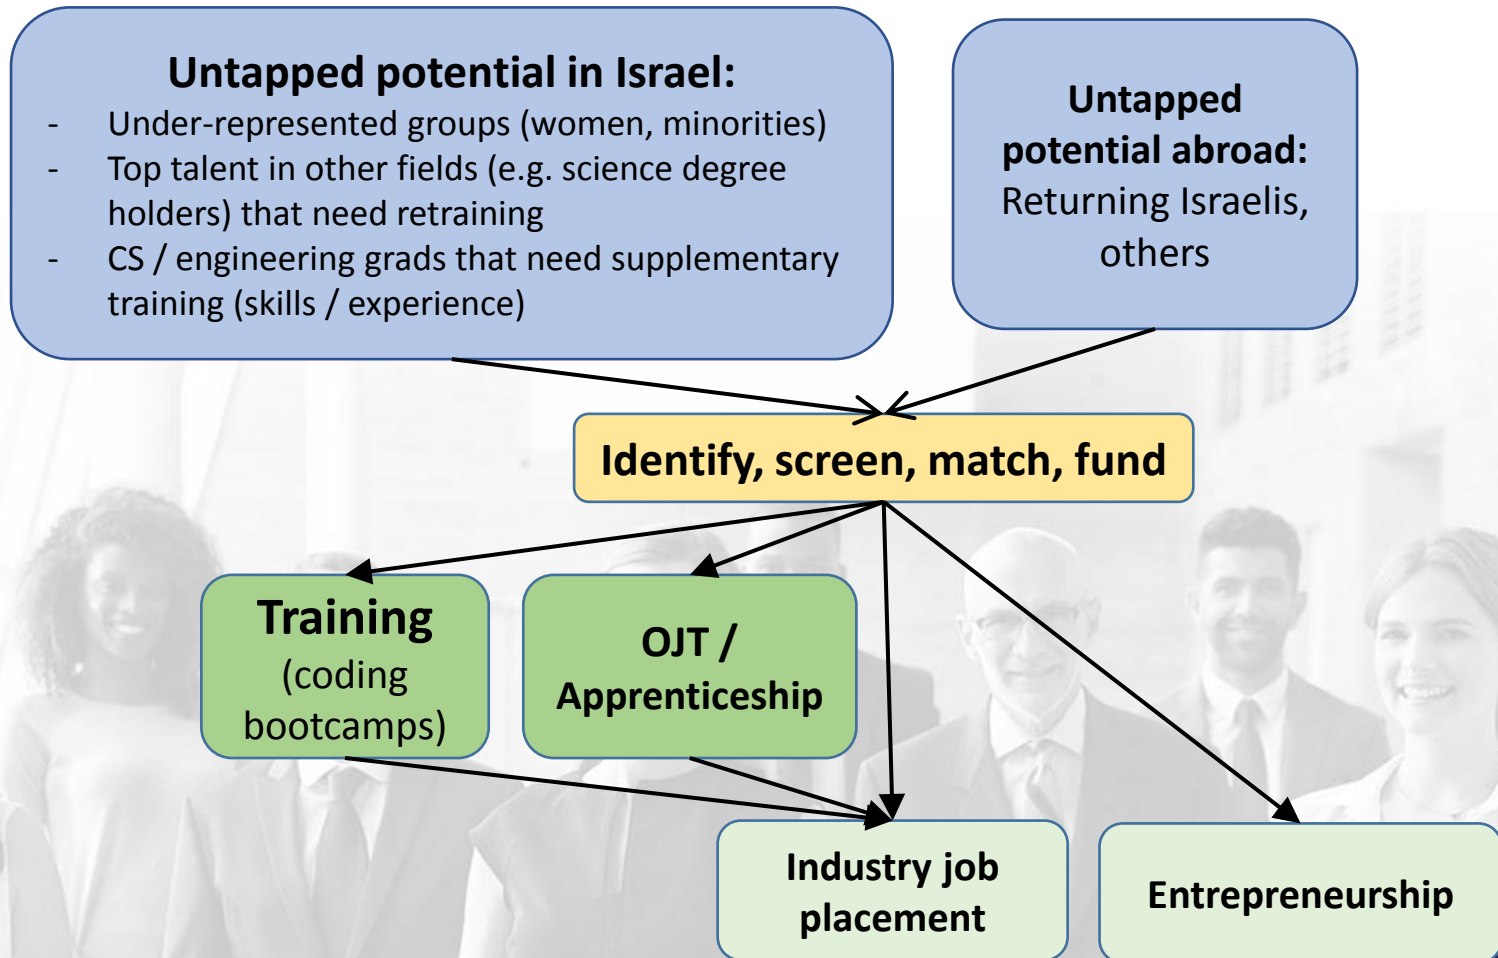 Untapped potential in Israel:
- Under-represented groups (women, minorities)
- Top talent in other fields (e.g. science degree
holders) that need retraining
- CS / engineering grads that need supplementary
training (skills / experience)
Untapped
potential abroad:
Returning Israelis,
others
Identify, screen, match, fund
Training
(coding
bootcamps)
OJT /
Apprenticeship
Industry job
placement
Entrepreneurship